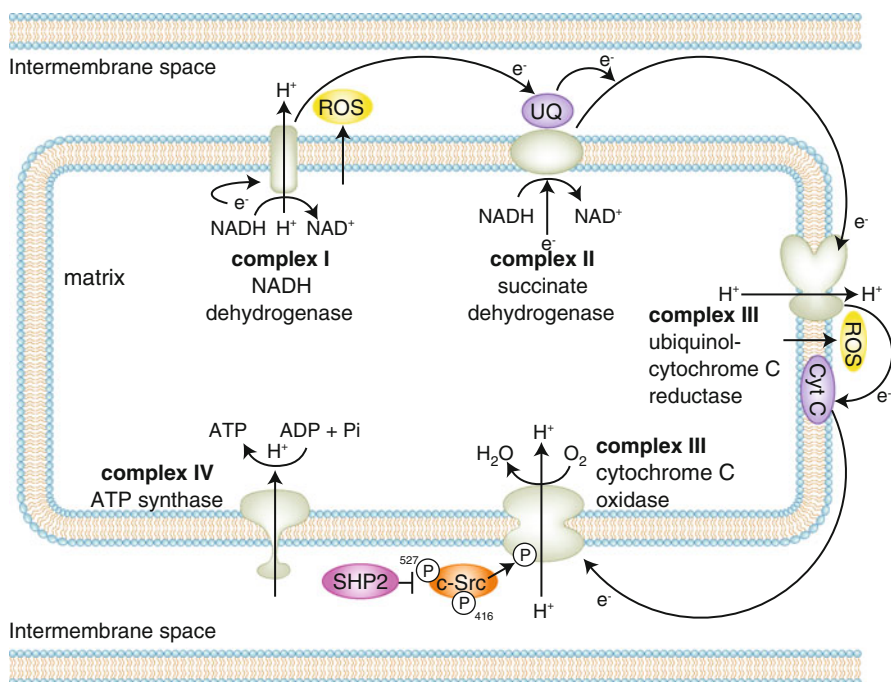 Intermembrane space
H+
ROS
e-
UQ
e-
e-
NADH H+ NAD+
complex I
NADH
dehydrogenase
NADH NAD+
e-
complex II
succinate
dehydrogenase
e-
matrix
H+ H+
complex III
ubiquinol-
cytochrome C
reductase
ROS
Cyt C
e-
ATP ADP + Pi
H+
complex IV
ATP synthase
H+
H2O O2
complex III
cytochrome C
oxidase
SHP2
527
P
c-Src
P
416
P
H+
e-
Intermembrane space